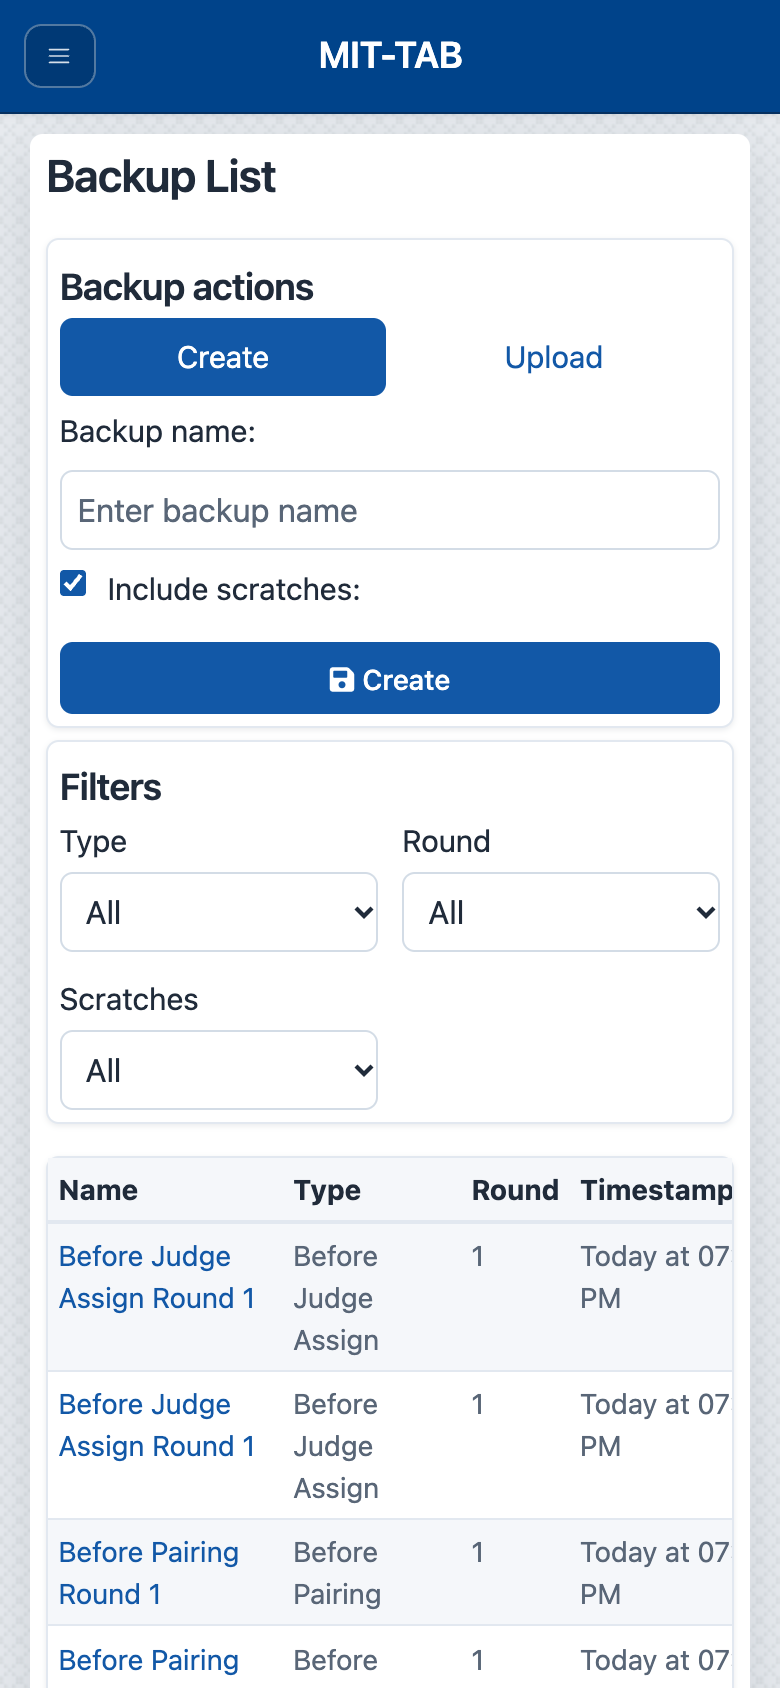 MIT-TAB
Backup List
Backup actions
Create
Upload
Backup name:
Enter backup name
Include scratches:
Create
Filters
Type
Round
All
All
Scratches
All
Name Type Round Timestamp
Before Judge Before 1 Today at 07
Assign Round 1 Judge PM
Assign
Before Judge Before 1 Today at 07
Assign Round 1 Judge PM
Assign
Before Pairing Before 1 Today at 07
Round 1 Pairing PM
Before Pairing Before 1 Today at 07